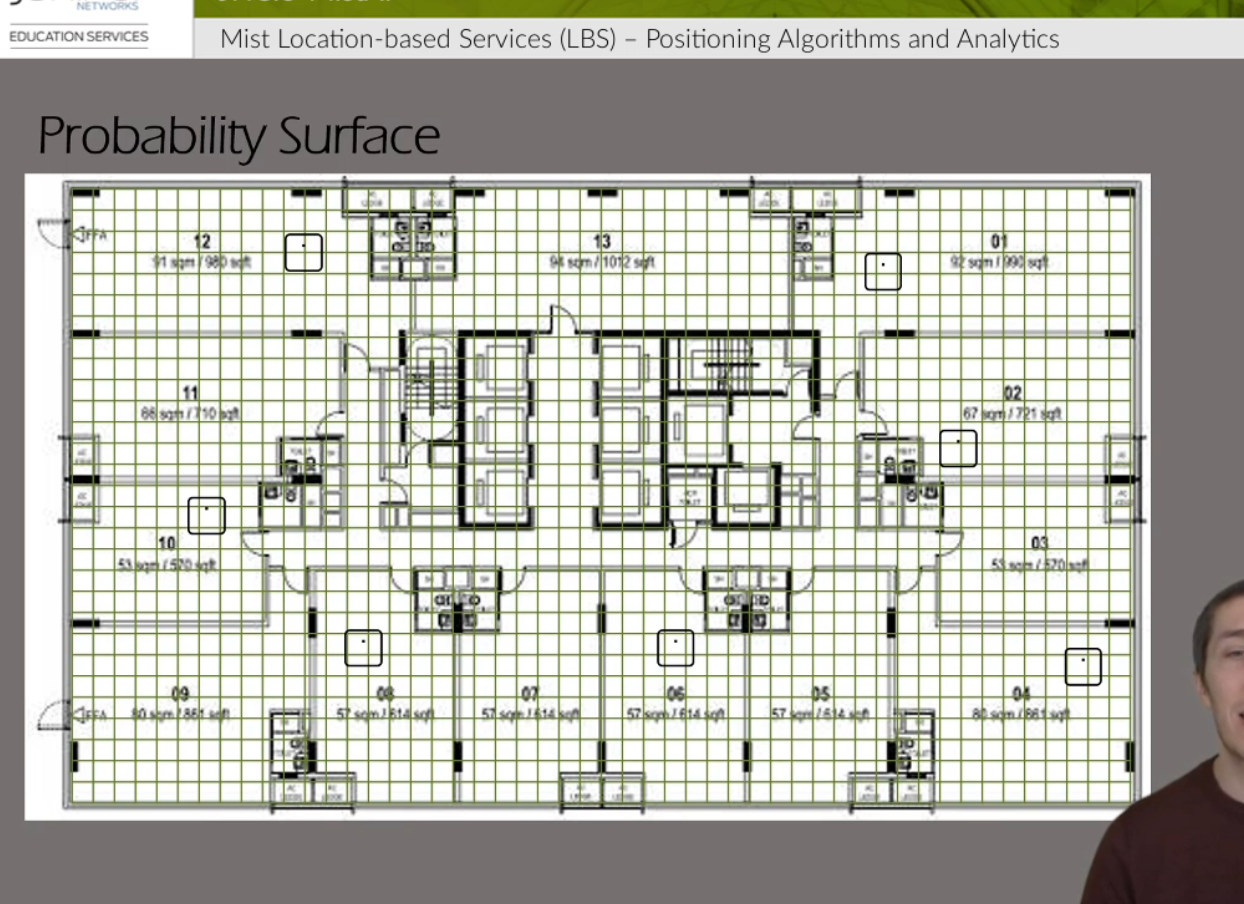 NETWORKS
EDUCATION SERVICES
Mist Location-based Services (LBS) – Positioning Algorithms and Analytics
Probability Surface
FFA
12
91 sqm / 980 sqft
13
94 sqm / 1012 sqft
01
92 sqm / 990 sqft
11
66 sqm / 710 sqft
02
67 sqm / 721 sqft
10
53 sqm / 570 sqft
03
53 sqm / 570 sqft
09
80 sqm / 861 sqft
08
57 sqm / 614 sqft
07
57 sqm / 614 sqft
06
57 sqm / 614 sqft
05
57 sqm / 614 sqft
04
80 sqm / 861 sqft
FFA